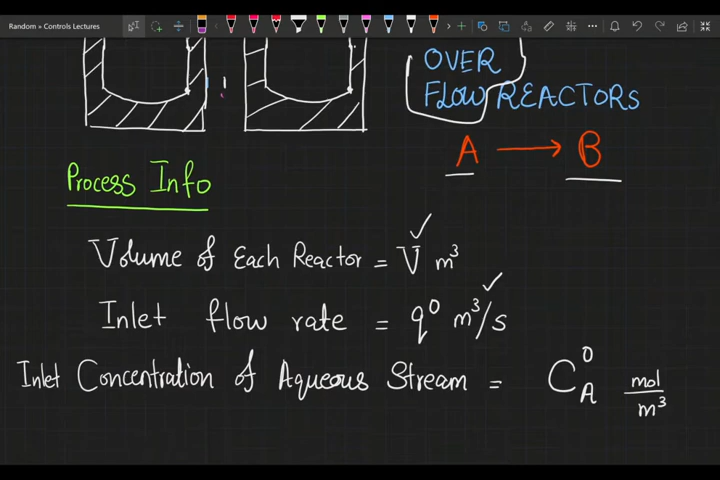 Random » Controls Lectures
OVER
FLOW REACTORS
A → B
Process Info
Volume of Each Reactor = V m³
Inlet flow rate = q⁰ m³/s
Inlet Concentration of Aqueous Stream = C_A⁰ mol/m³